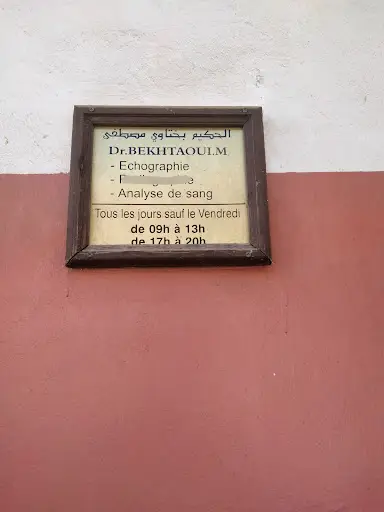 الحكيم بختاوي مصطفى
Dr.BEKHTAOUI.M
- Echographie
- Analyse de sang
Tous les jours sauf le Vendredi
de 09h à 13h
de 17h à 20h